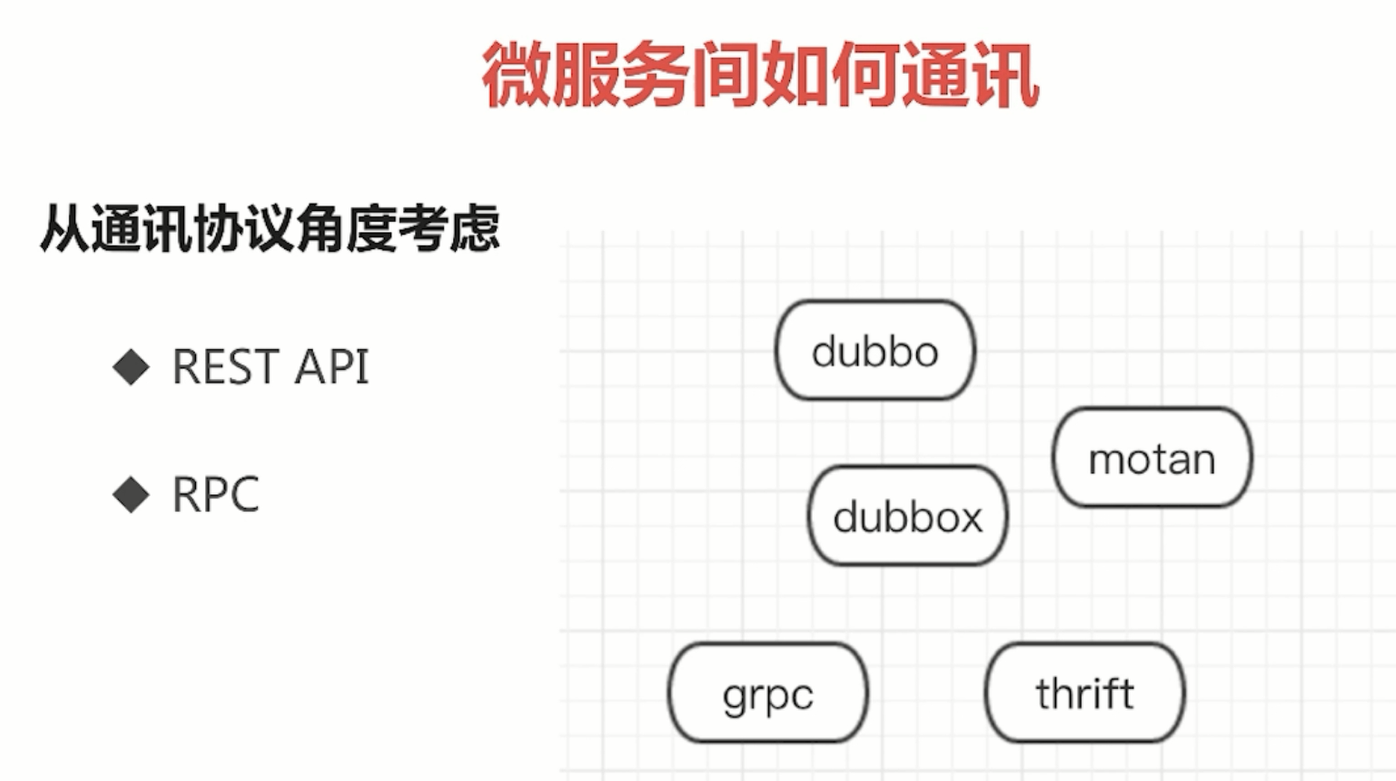 微服务间如何通讯
从通讯协议角度考虑
◆ REST API
◆ RPC
dubbo
motan
dubbox
grpc
thrift